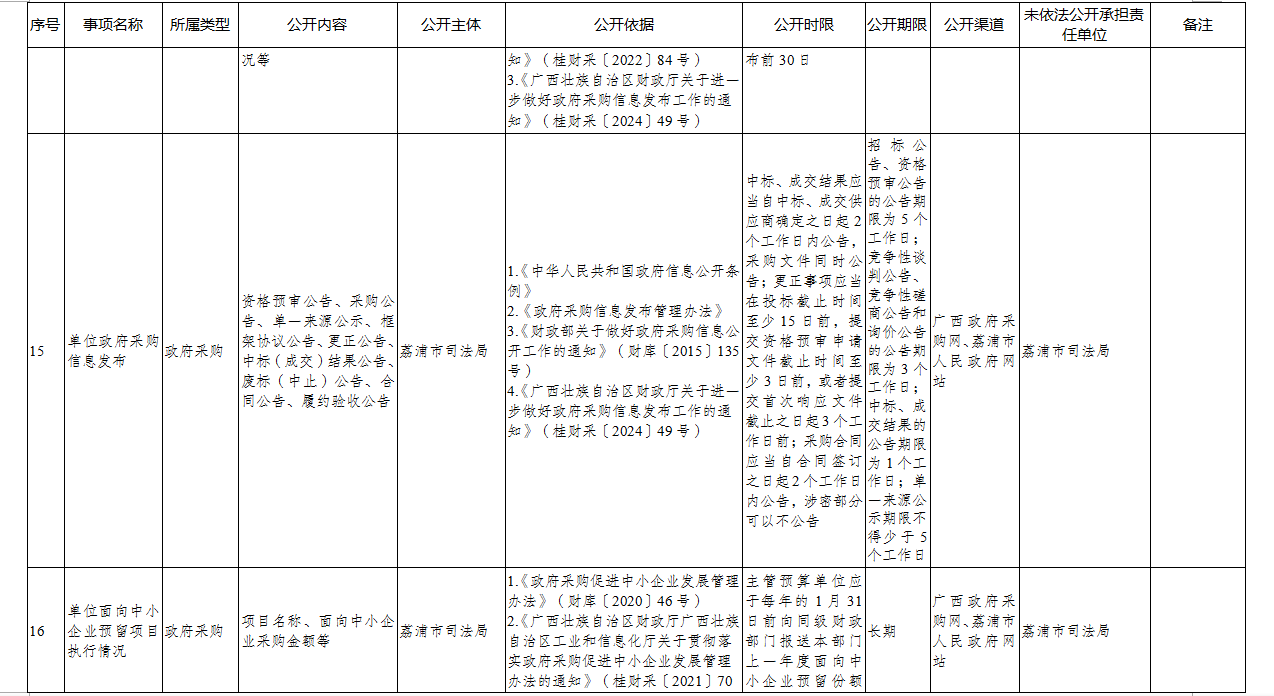 序号 事项名称 所属类型 公开内容 公开主体 公开依据 公开时限 公开期限 公开渠道 未依法公开承担责
任单位 备注
况等
知》（桂财采〔2022〕84号）
3.《广西壮族自治区财政厅关于进一
步做好政府采购信息发布工作的通
知》（桂财采〔2024〕49号）
布前30日
15
单位政府采购
信息发布
政府采购
资格预审公告、采购公
告、单一来源公示、框
架协议公告、更正公告、
中标（成交）结果公告、
废标（中止）公告、合
同公告、履约验收公告
荔浦市司法局
1.《中华人民共和国政府信息公开条
例》
2.《政府采购信息发布管理办法》
3.《财政部关于做好政府采购信息公
开工作的通知》（财库〔2015〕135
号）
4.《广西壮族自治区财政厅关于进一
步做好政府采购信息发布工作的通
知》（桂财采〔2024〕49号）
中标、成交结果应
当自中标、成交供
应商确定之日起2
个工作日内公告，
采购文件同时公
告；更正事项应当
在投标截止时间
至少15日前，提
交资格预审申请
文件截止时间至
少3日前，或者提
交首次响应文件
截止之日起3个工
作日前；采购合同
应当自合同签订
之日起2个工作日
内公告，涉密部分
可以不公告
招标公
告、资格
预审公告
的公告期
限为5个
工作日；
竞争性谈
判公告、
竞争性磋
商公告和
询价公告
的公告期
限为3个
工作日；
中标、成
交结果的
公告期限
为1个工
作日；单
一来源公
示期限不
得少于5
个工作日
广西政府采
购网、荔浦市
人民政府网
站
荔浦市司法局
16
单位面向中小
企业预留项目
执行情况
政府采购
项目名称、面向中小企
业采购金额等
荔浦市司法局
1.《政府采购促进中小企业发展管理
办法》（财库〔2020〕46号）
2.《广西壮族自治区财政厅广西壮族
自治区工业和信息化厅关于贯彻落
实政府采购促进中小企业发展管理
办法的通知》（桂财采〔2021〕70
主管预算单位应
于每年的1月31
日前向同级财政
部门报送本部门
上一年度面向中
小企业预留份额
长期
广西政府采
购网、荔浦市
人民政府网
站
荔浦市司法局